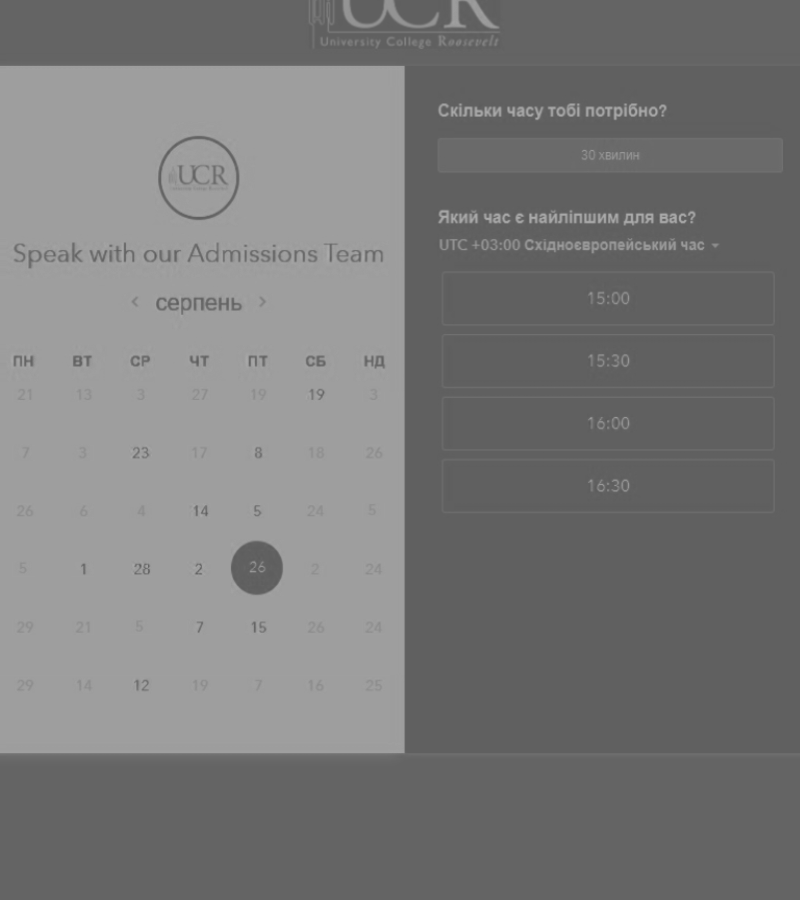 UCR
University College Roosevelt
UCR
Speak with our Admissions Team
серпень
ПН ВТ СР ЧТ ПТ СБ НД
21 13 3 27 19 19 3
7 3 23 17 8 18 26
26 6 4 14 5 24 5
5 1 28 2 26 2 24
29 21 5 7 15 26 24
29 14 12 19 7 16 25
Скільки часу тобі потрібно?
30 хвилин
Який час є найліпшим для вас?
UTC +03:00 Східноєвропейський час
15:00
15:30
16:00
16:30